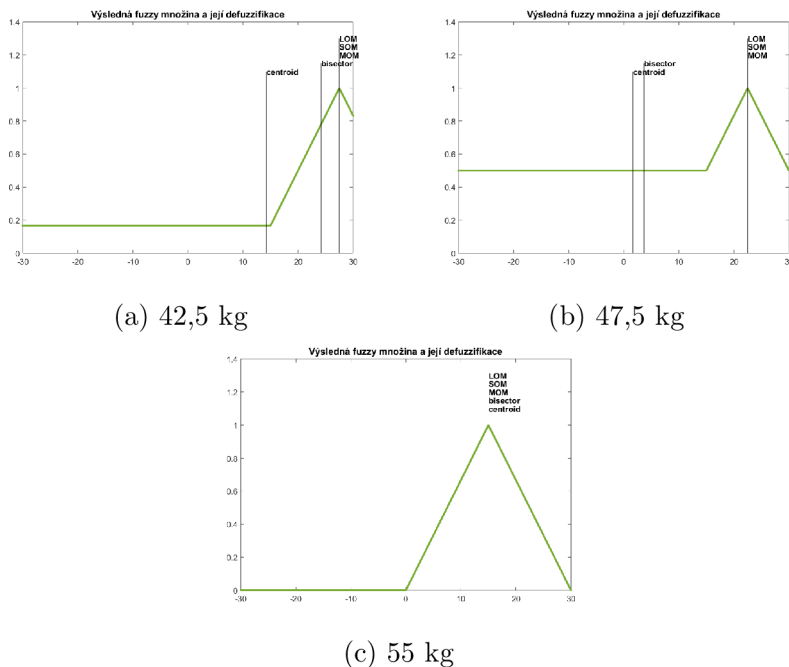 Výsledná fuzzy množina a její defuzzifikace
1.4
1.2
1
0.8
0.6
0.4
0.2
0
-30
-20
-10
0
10
20
30
LOM
SOM
MOM
bisector
centroid
(a) 42,5 kg
Výsledná fuzzy množina a její defuzzifikace
1.4
1.2
1
0.8
0.6
0.4
0.2
0
-30
-20
-10
0
10
20
30
LOM
SOM
MOM
bisector
centroid
(b) 47,5 kg
Výsledná fuzzy množina a její defuzzifikace
1.4
1.2
1
0.8
0.6
0.4
0.2
0
-30
-20
-10
0
10
20
30
LOM
SOM
MOM
bisector
centroid
(c) 55 kg